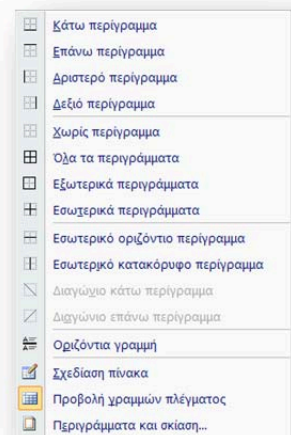 Κάτω περίγραμμα
Επάνω περίγραμμα
Αριστερό περίγραμμα
Δεξιό περίγραμμα
Χωρίς περίγραμμα
Όλα τα περιγράμματα
Εξωτερικά περιγράμματα
Εσωτερικά περιγράμματα
Εσωτερικό οριζόντιο περίγραμμα
Εσωτερικό κατακόρυφο περίγραμμα
Διαγώνιο κάτω περίγραμμα
Διαγώνιο επάνω περίγραμμα
Οριζόντια γραμμή
Σχεδίαση πίνακα
Προβολή γραμμών πλέγματος
Περιγράμματα και σκίαση...